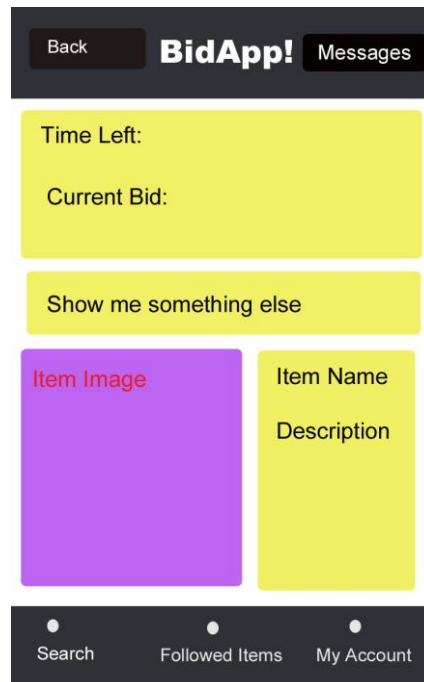 Back
BidApp!
Messages
Time Left:
Current Bid:
Show me something else
Item Image
Item Name
Description
Search
Followed Items
My Account